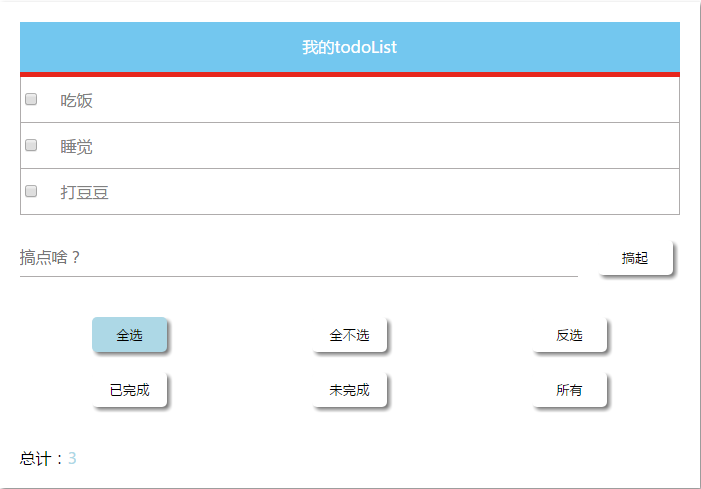 我的todoList
吃饭
睡觉
打豆豆
搞点啥？ 搞起
全选 全不选 反选
已完成 未完成 所有
总计：3